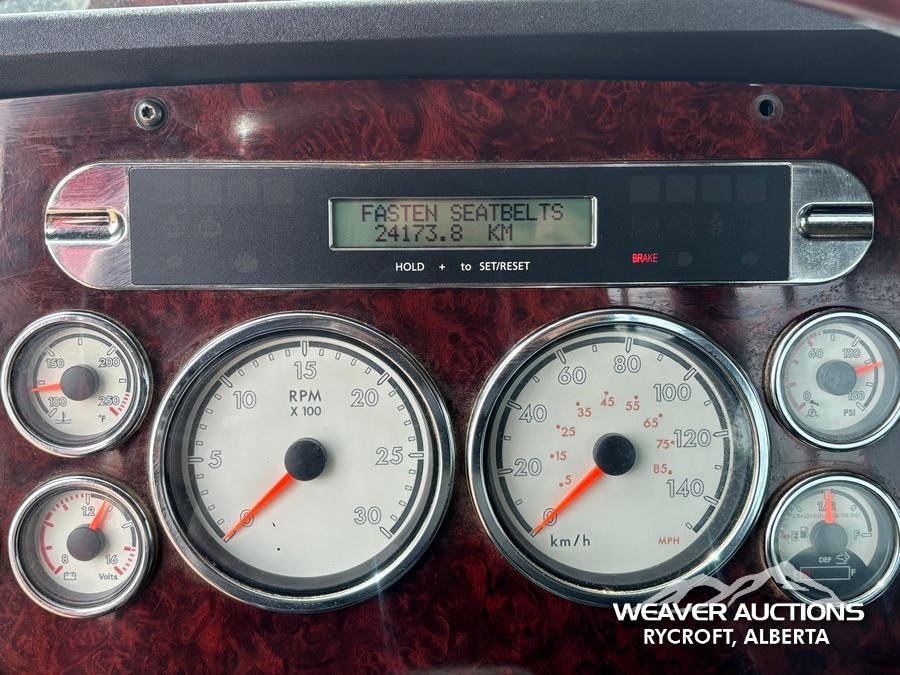 FASTEN SEATBELTS
24173.8 KM
HOLD + to SET/RESET
BRAKE
150 200
100 250
°F
15
10 20
RPM
X 100
5 25
0 30
60 80
40 100
20 120
0 140
35 45 55
25 65
15 75
5 85
km/h MPH
60 100
0 160
PSI
12
8 16
Volts
1/2
E F
DEF
F
WEAVER AUCTIONS
RYCROFT, ALBERTA